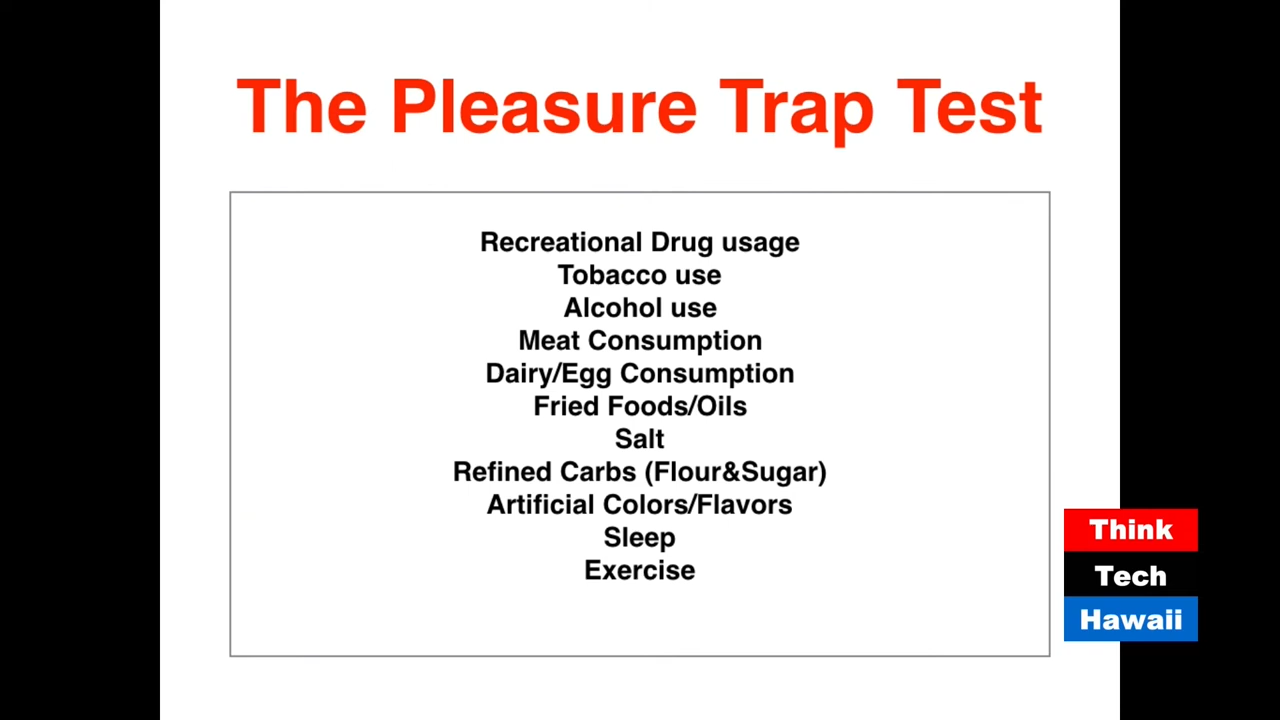 The Pleasure Trap Test
Recreational Drug usage
Tobacco use
Alcohol use
Meat Consumption
Dairy/Egg Consumption
Fried Foods/Oils
Salt
Refined Carbs (Flour&Sugar)
Artificial Colors/Flavors
Sleep
Exercise
Think
Tech
Hawaii